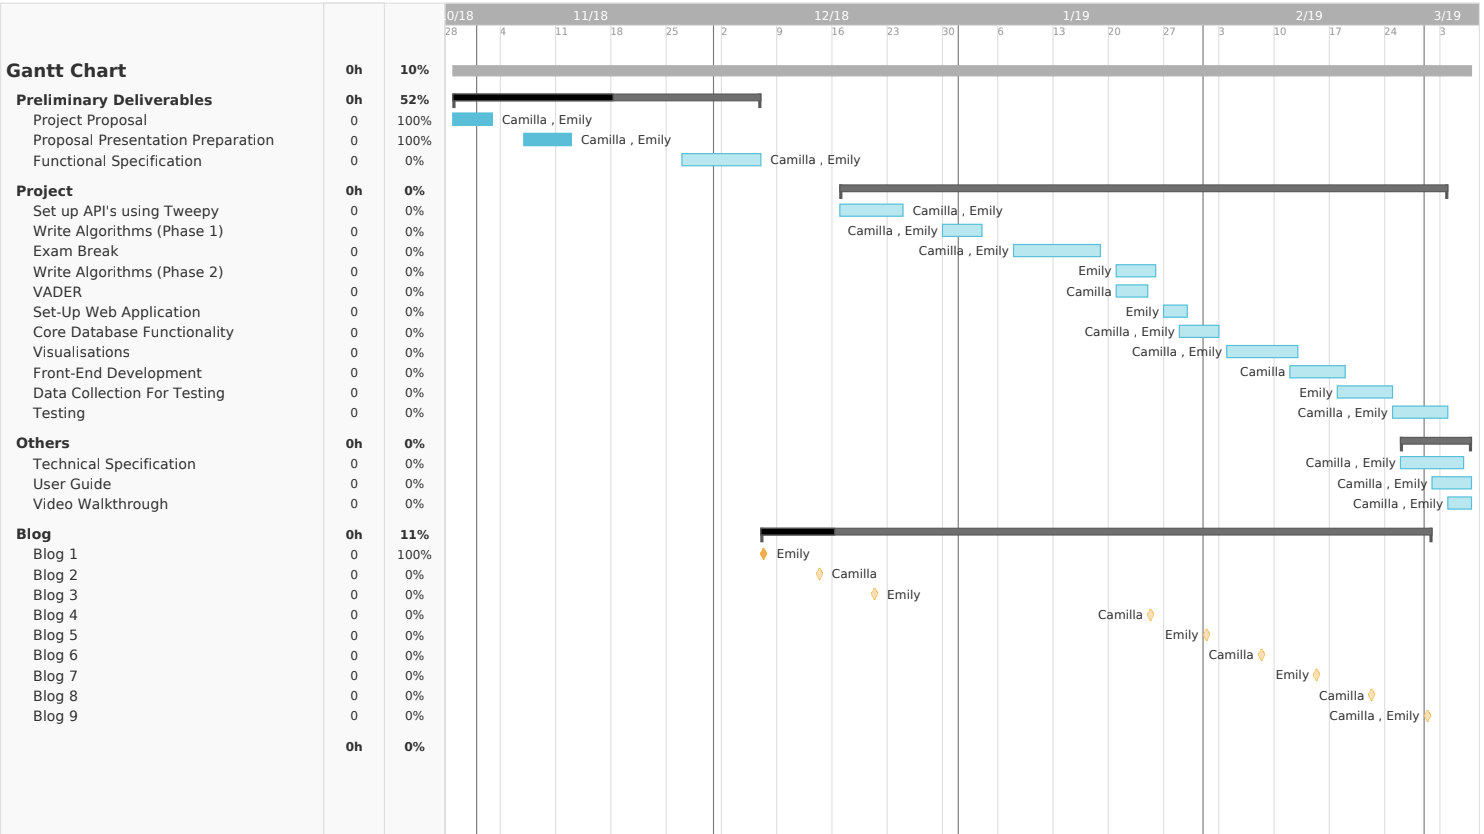 0/18 11/18 12/18 1/19 2/19 3/19
28 4 11 18 25 2 9 16 23 30 6 13 20 27 3 10 17 24 3
Gantt Chart 0h 10%
Preliminary Deliverables 0h 52%
Project Proposal 0 100% Camilla , Emily
Proposal Presentation Preparation 0 100% Camilla , Emily
Functional Specification 0 0% Camilla , Emily
Project 0h 0%
Set up API's using Tweepy 0 0% Camilla , Emily
Write Algorithms (Phase 1) 0 0% Camilla , Emily
Exam Break 0 0% Camilla , Emily
Write Algorithms (Phase 2) 0 0% Emily
VADER 0 0% Camilla
Set-Up Web Application 0 0% Emily
Core Database Functionality 0 0% Camilla , Emily
Visualisations 0 0% Camilla , Emily
Front-End Development 0 0% Camilla
Data Collection For Testing 0 0% Emily
Testing 0 0% Camilla , Emily
Others 0h 0%
Technical Specification 0 0% Camilla , Emily
User Guide 0 0% Camilla , Emily
Video Walkthrough 0 0% Camilla , Emily
Blog 0h 11%
Blog 1 0 100% Emily
Blog 2 0 0% Camilla
Blog 3 0 0% Emily
Blog 4 0 0% Camilla
Blog 5 0 0% Emily
Blog 6 0 0% Camilla
Blog 7 0 0% Emily
Blog 8 0 0% Camilla
Blog 9 0 0% Camilla , Emily
0h 0%